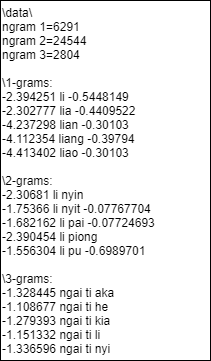 \data\
ngram 1=6291
ngram 2=24544
ngram 3=2804
\1-grams:
-2.394251 li -0.5448149
-2.302777 lia -0.4409522
-4.237298 lian -0.30103
-4.112354 liang -0.39794
-4.413402 liao -0.30103
\2-grams:
-2.30681 li nyin
-1.75366 li nyit -0.07767704
-1.682162 li pai -0.07724693
-2.390454 li piong
-1.556304 li pu -0.6989701
\3-grams:
-1.328445 ngai ti aka
-1.108677 ngai ti he
-1.279393 ngai ti kia
-1.151332 ngai ti li
-1.336596 ngai ti nyi